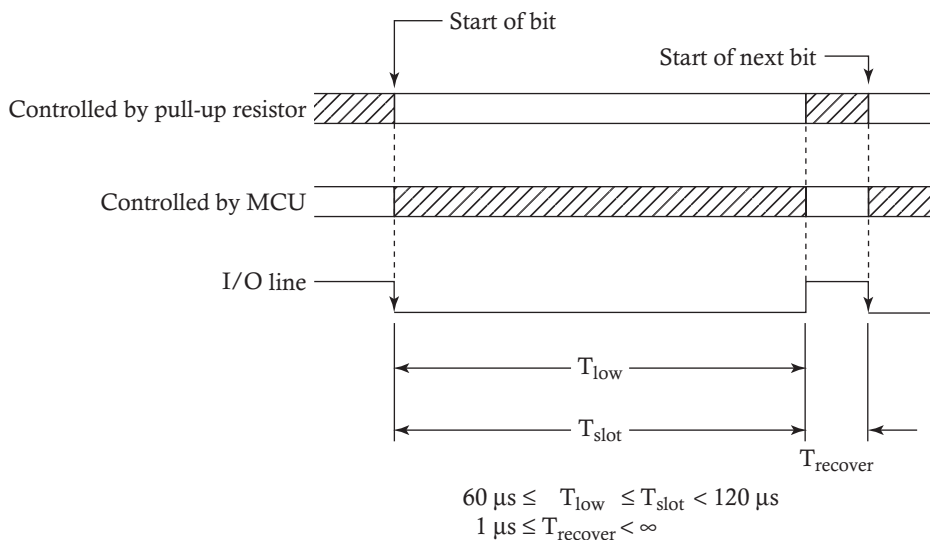 Start of bit
Start of next bit
Controlled by pull-up resistor
Controlled by MCU
I/O line
T_low
T_slot
T_recover
60 µs ≤ T_low ≤ T_slot < 120 µs
1 µs ≤ T_recover < ∞